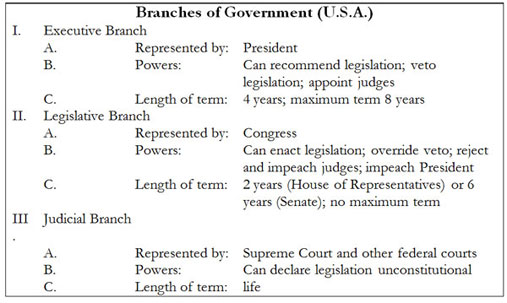 Branches of Government (U.S.A.)
I. Executive Branch
A. Represented by: President
B. Powers: Can recommend legislation; veto
legislation; appoint judges
C. Length of term: 4 years; maximum term 8 years
II. Legislative Branch
A. Represented by: Congress
B. Powers: Can enact legislation; override veto; reject
and impeach judges; impeach President
C. Length of term: 2 years (House of Representatives) or 6
years (Senate); no maximum term
III Judicial Branch
.
A. Represented by: Supreme Court and other federal courts
B. Powers: Can declare legislation unconstitutional
C. Length of term: life